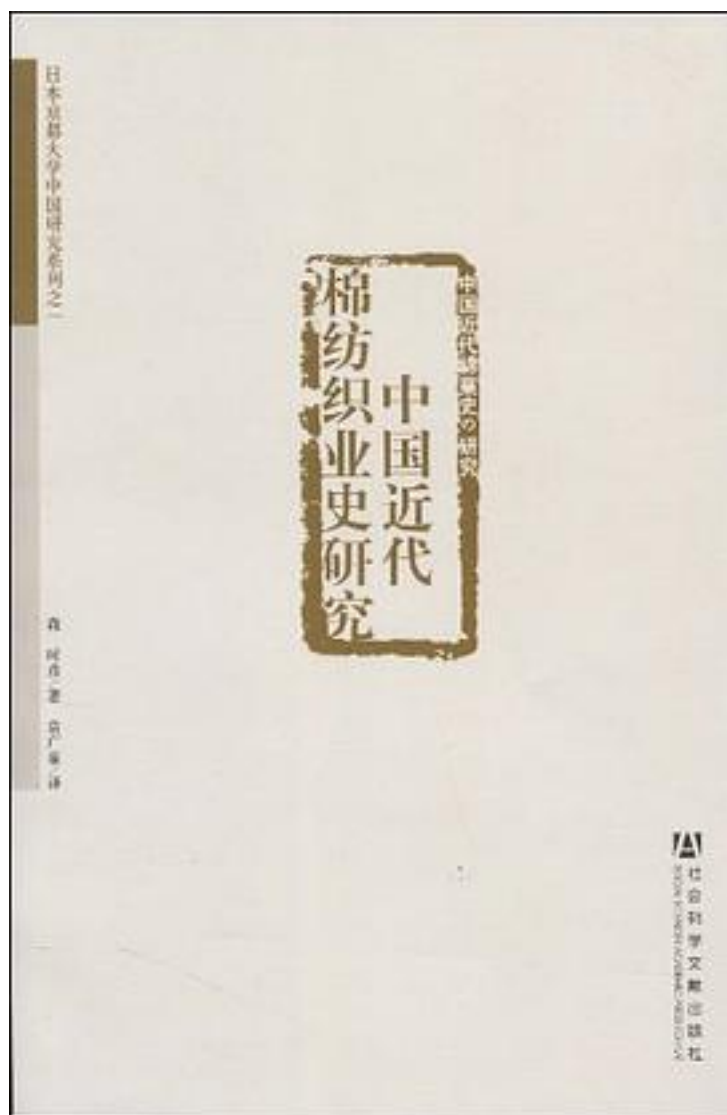 日本京都大学中国研究系列之一
中国近代
棉纺织业史研究
中国近代綿業史の研究
森 时彦 著 袁广泉 译
社会科学文献出版社